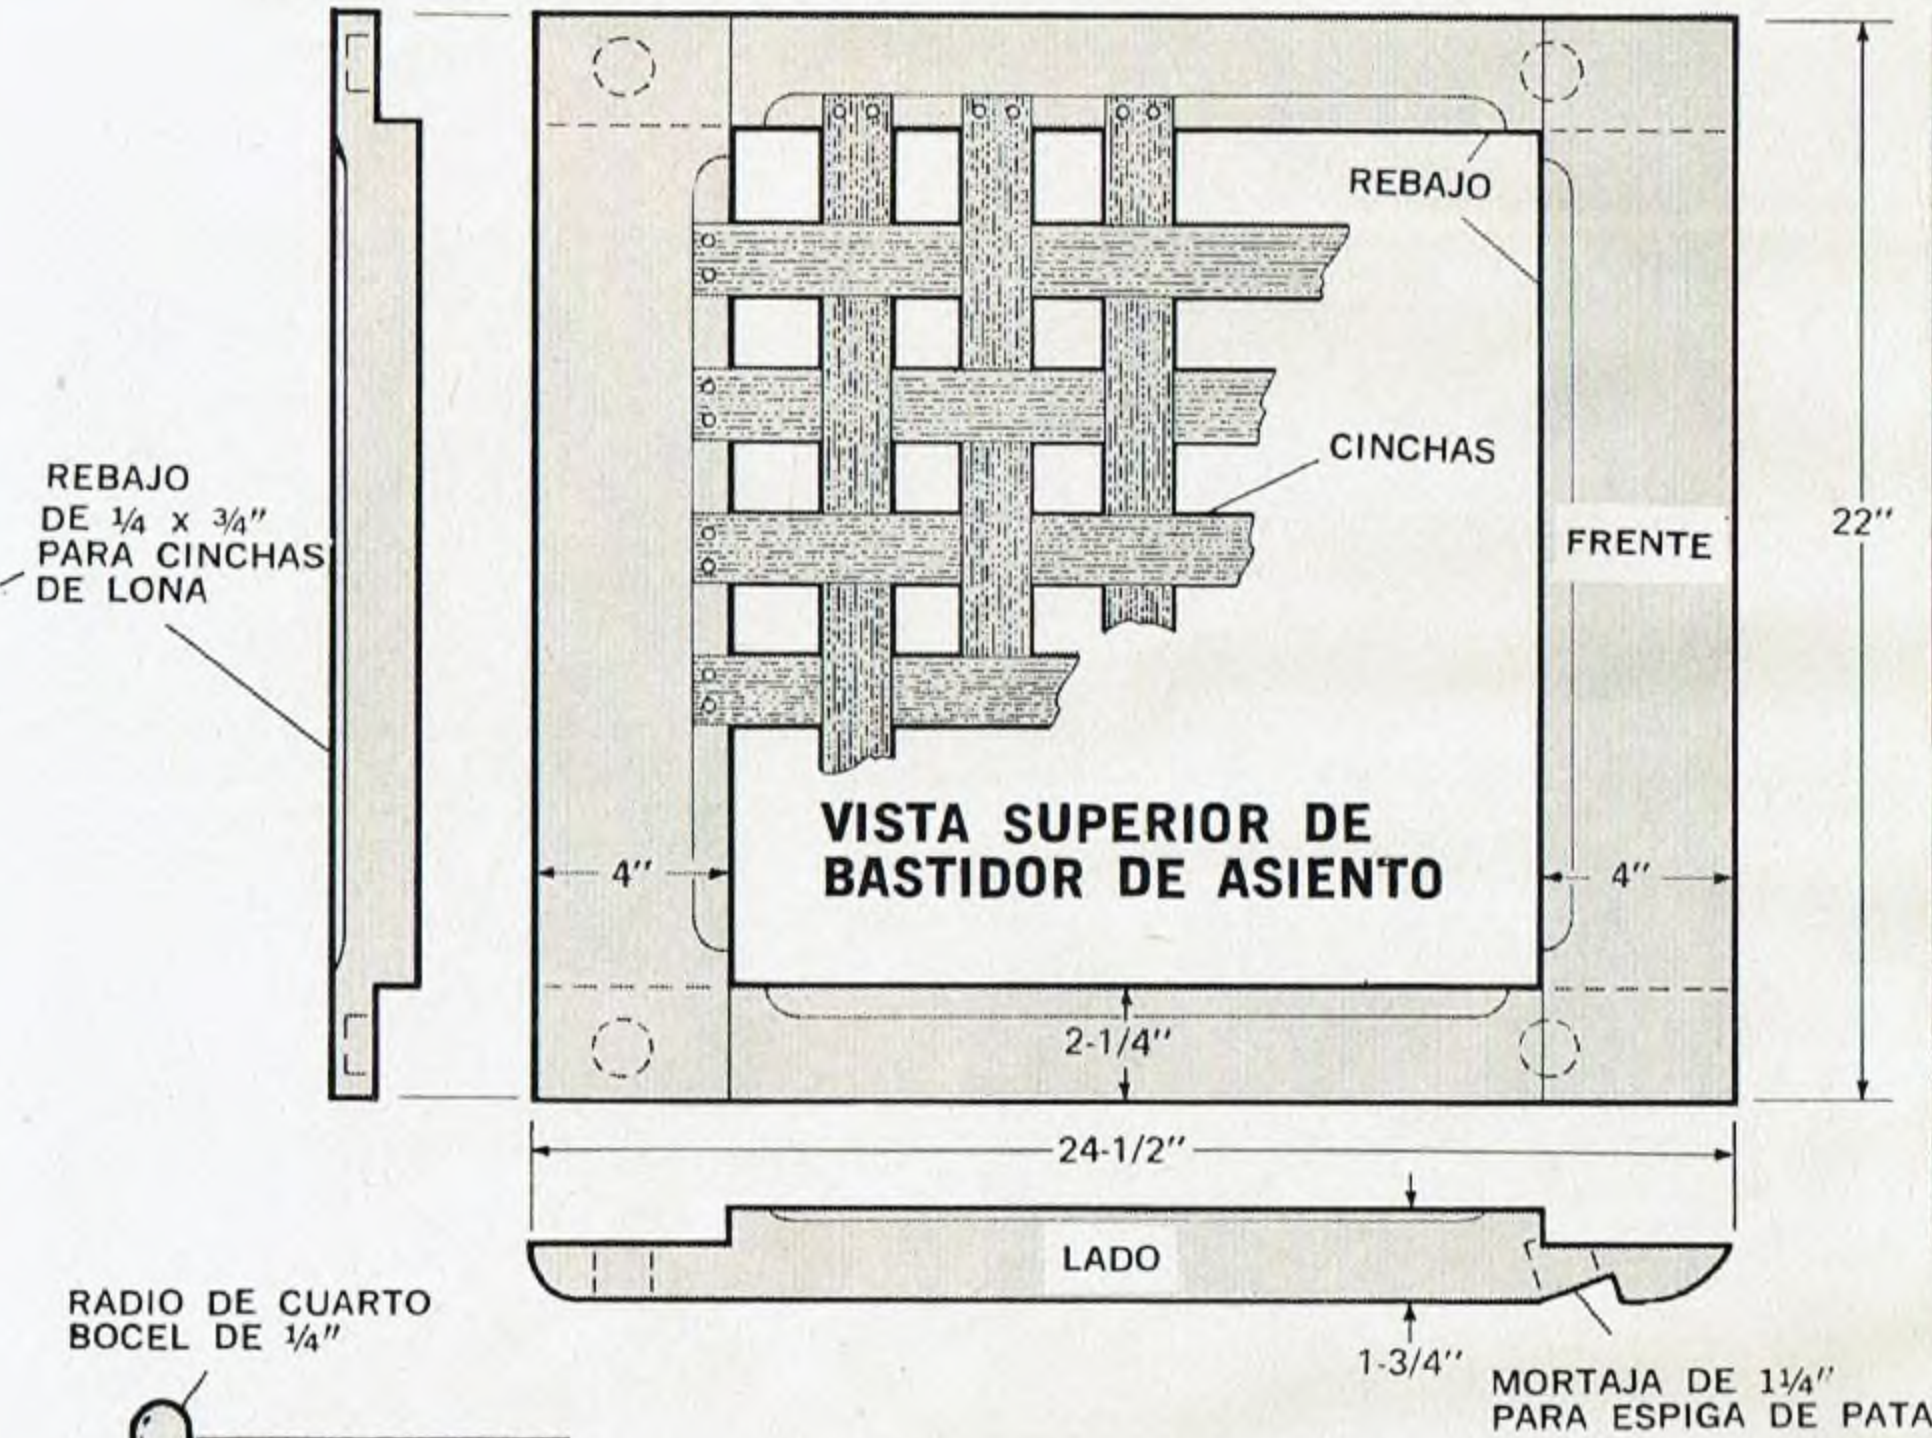 REBAJO
CINCHAS
REBAJO
DE 1/4 x 3/4"
PARA CINCHAS
DE LONA
FRENTE
22"
VISTA SUPERIOR DE
BASTIDOR DE ASIENTO
4"
4"
2-1/4"
24-1/2"
LADO
RADIO DE CUARTO
BOCEL DE 1/4"
1-3/4"
MORTAJA DE 1 1/4"
PARA ESPIGA DE PATA